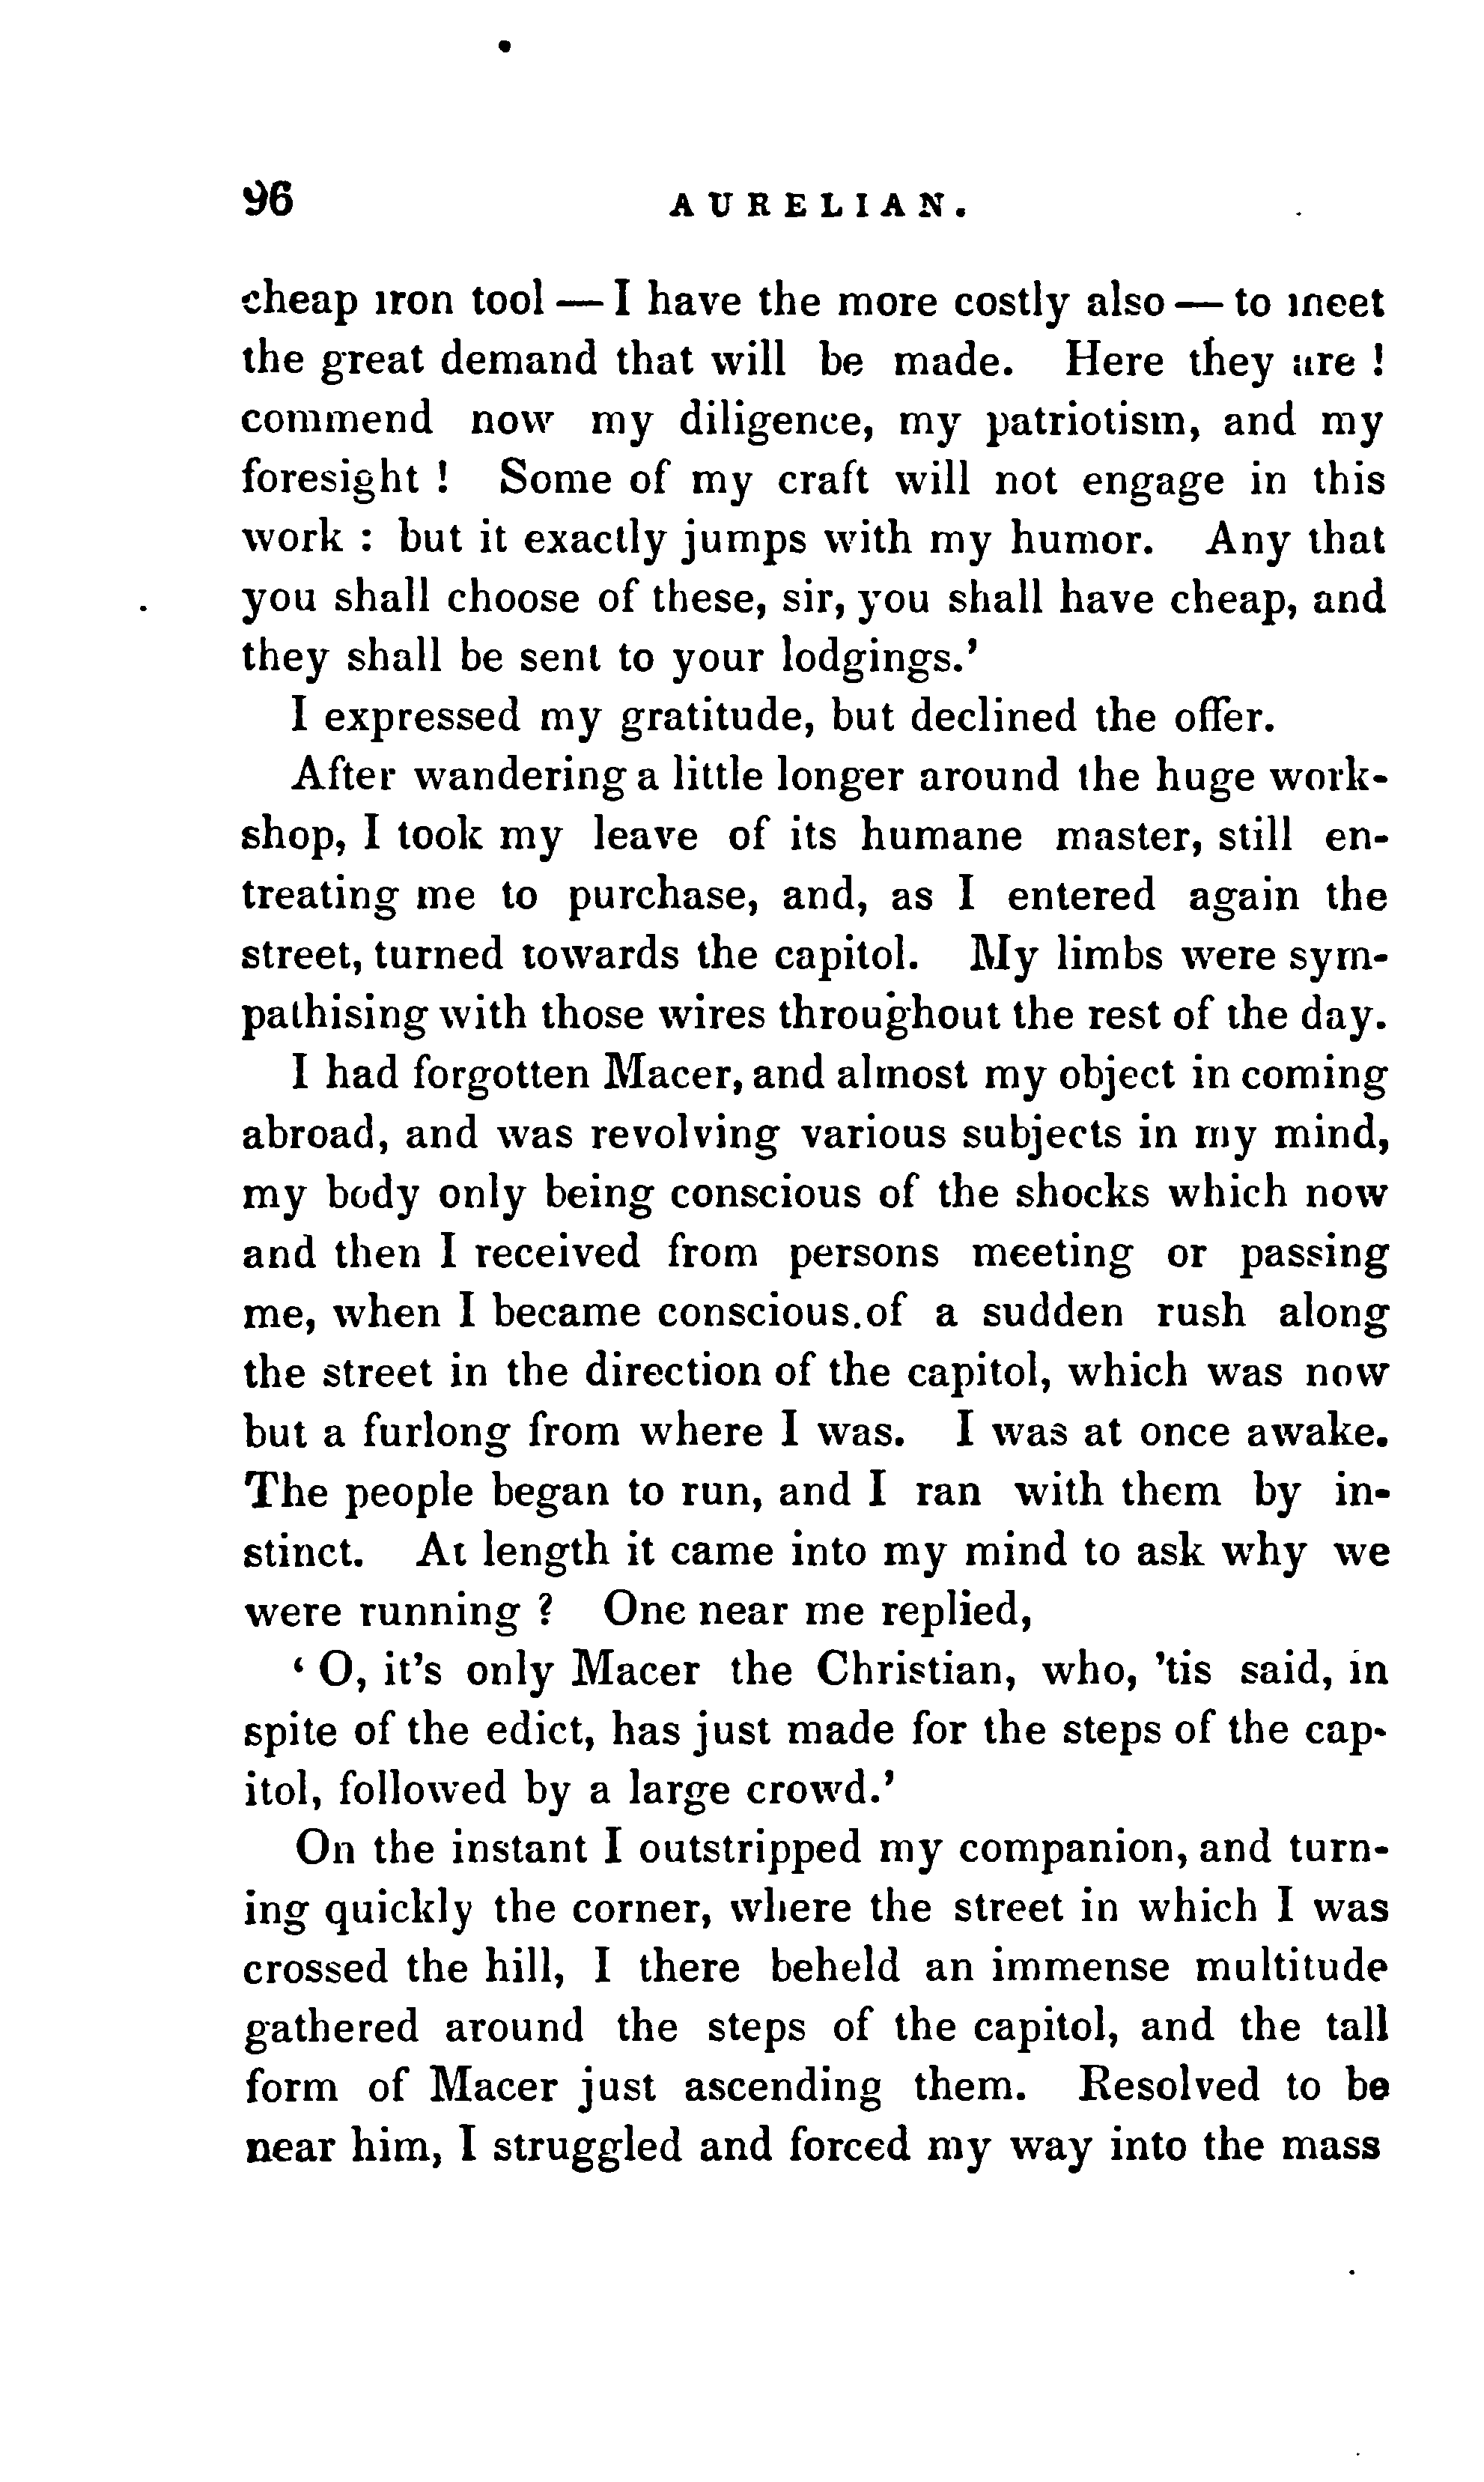 96 AURELIAN.
cheap iron tool — I have the more costly also — to meet
the great demand that will be made. Here they are !
commend now my diligence, my patriotism, and my
foresight ! Some of my craft will not engage in this
work : but it exactly jumps with my humor. Any that
you shall choose of these, sir, you shall have cheap, and
they shall be sent to your lodgings.’
I expressed my gratitude, but declined the offer.
After wandering a little longer around the huge work-
shop, I took my leave of its humane master, still en-
treating me to purchase, and, as I entered again the
street, turned towards the capitol. My limbs were sym-
pathising with those wires throughout the rest of the day.
I had forgotten Macer, and almost my object in coming
abroad, and was revolving various subjects in my mind,
my body only being conscious of the shocks which now
and then I received from persons meeting or passing
me, when I became conscious of a sudden rush along
the street in the direction of the capitol, which was now
but a furlong from where I was. I was at once awake.
The people began to run, and I ran with them by in-
stinct. At length it came into my mind to ask why we
were running ? One near me replied,
‘ O, it’s only Macer the Christian, who, ’tis said, in
spite of the edict, has just made for the steps of the cap-
itol, followed by a large crowd.’
On the instant I outstripped my companion, and turn-
ing quickly the corner, where the street in which I was
crossed the hill, I there beheld an immense multitude
gathered around the steps of the capitol, and the tall
form of Macer just ascending them. Resolved to be
near him, I struggled and forced my way into the mass